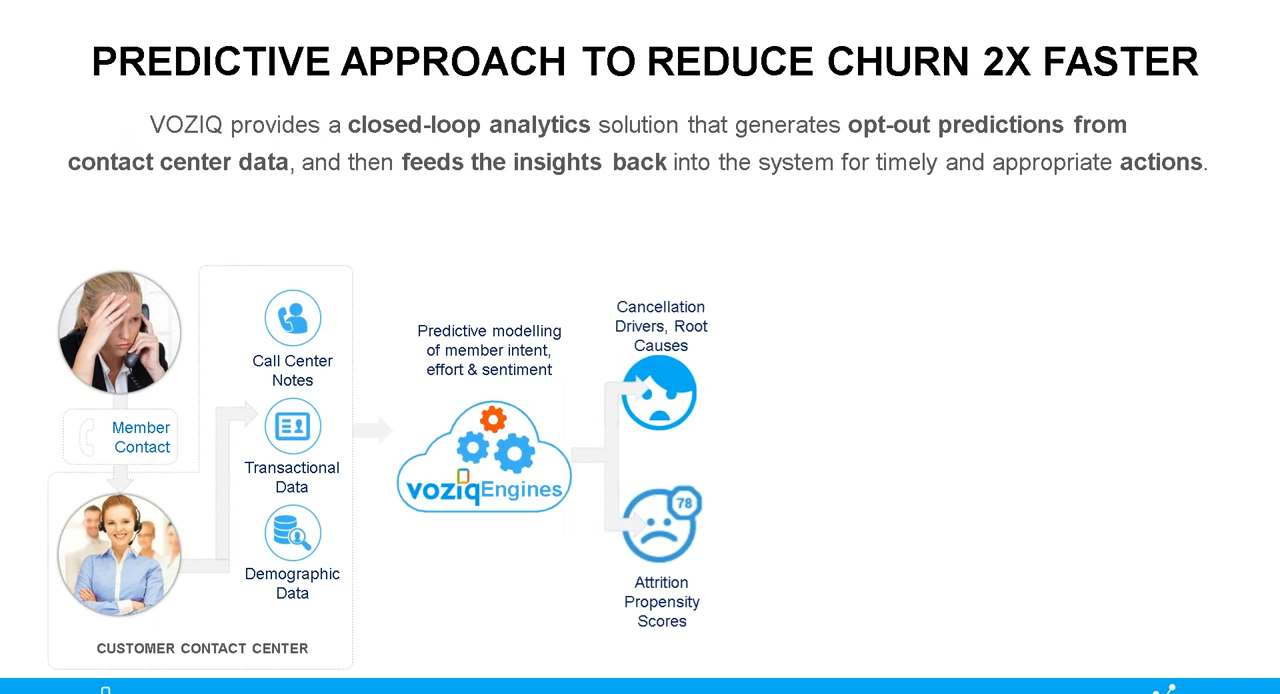 PREDICTIVE APPROACH TO REDUCE CHURN 2X FASTER
VOZIQ provides a closed-loop analytics solution that generates opt-out predictions from
contact center data, and then feeds the insights back into the system for timely and appropriate actions.
Member
Contact
Call Center
Notes
Transactional
Data
Demographic
Data
CUSTOMER CONTACT CENTER
Predictive modelling
of member intent,
effort & sentiment
voziqEngines
Cancellation
Drivers, Root
Causes
78
Attrition
Propensity
Scores